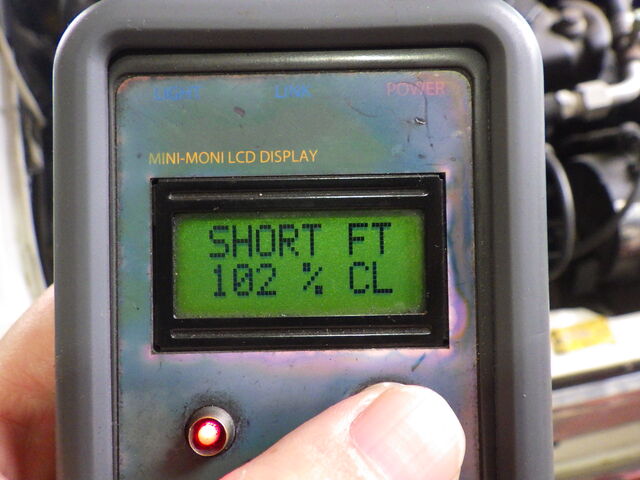 LIGHT LINK POWER
MINI-MONI LCD DISPLAY
SHORT FT
102 % CL